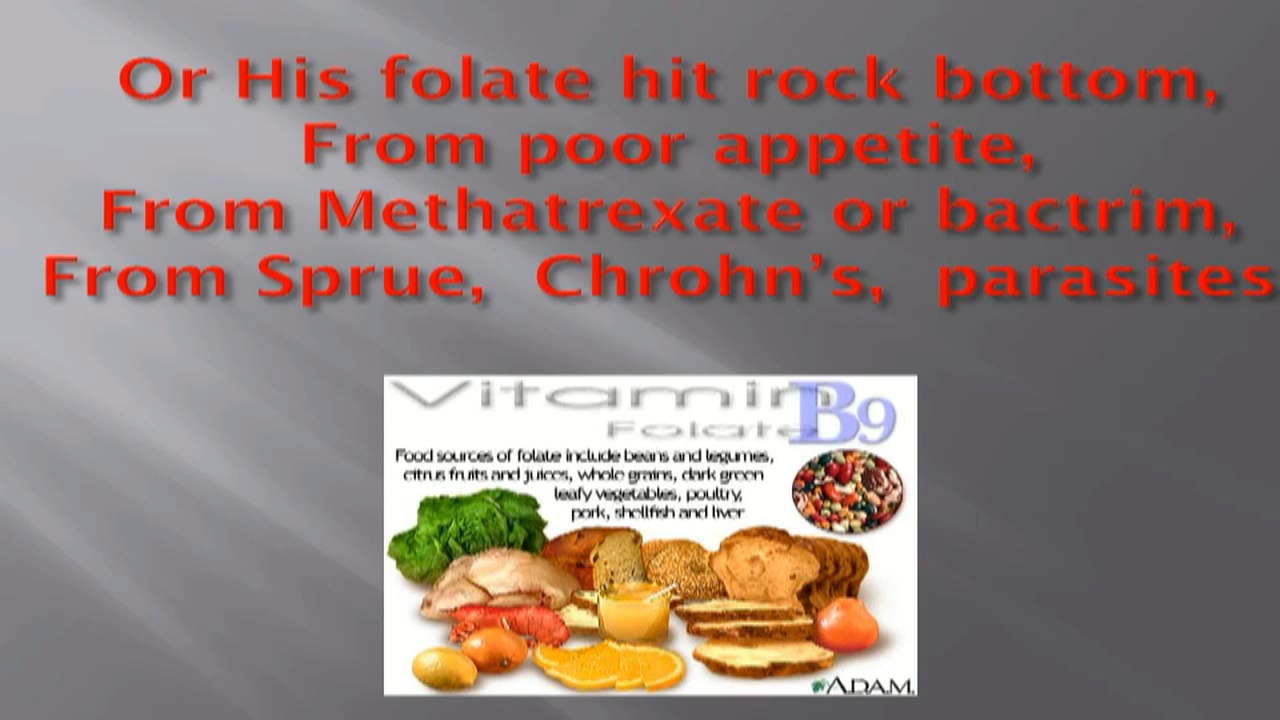 Or His folate hit rock bottom,
From poor appetite,
From Methatrexate or bactrim,
From Sprue, Chrohn's, parasites
Vitamin B9
Folate
Food sources of folate include beans and legumes,
citrus fruits and juices, whole grains, dark green
leafy vegetables, poultry,
pork, shellfish and liver
A.D.A.M.